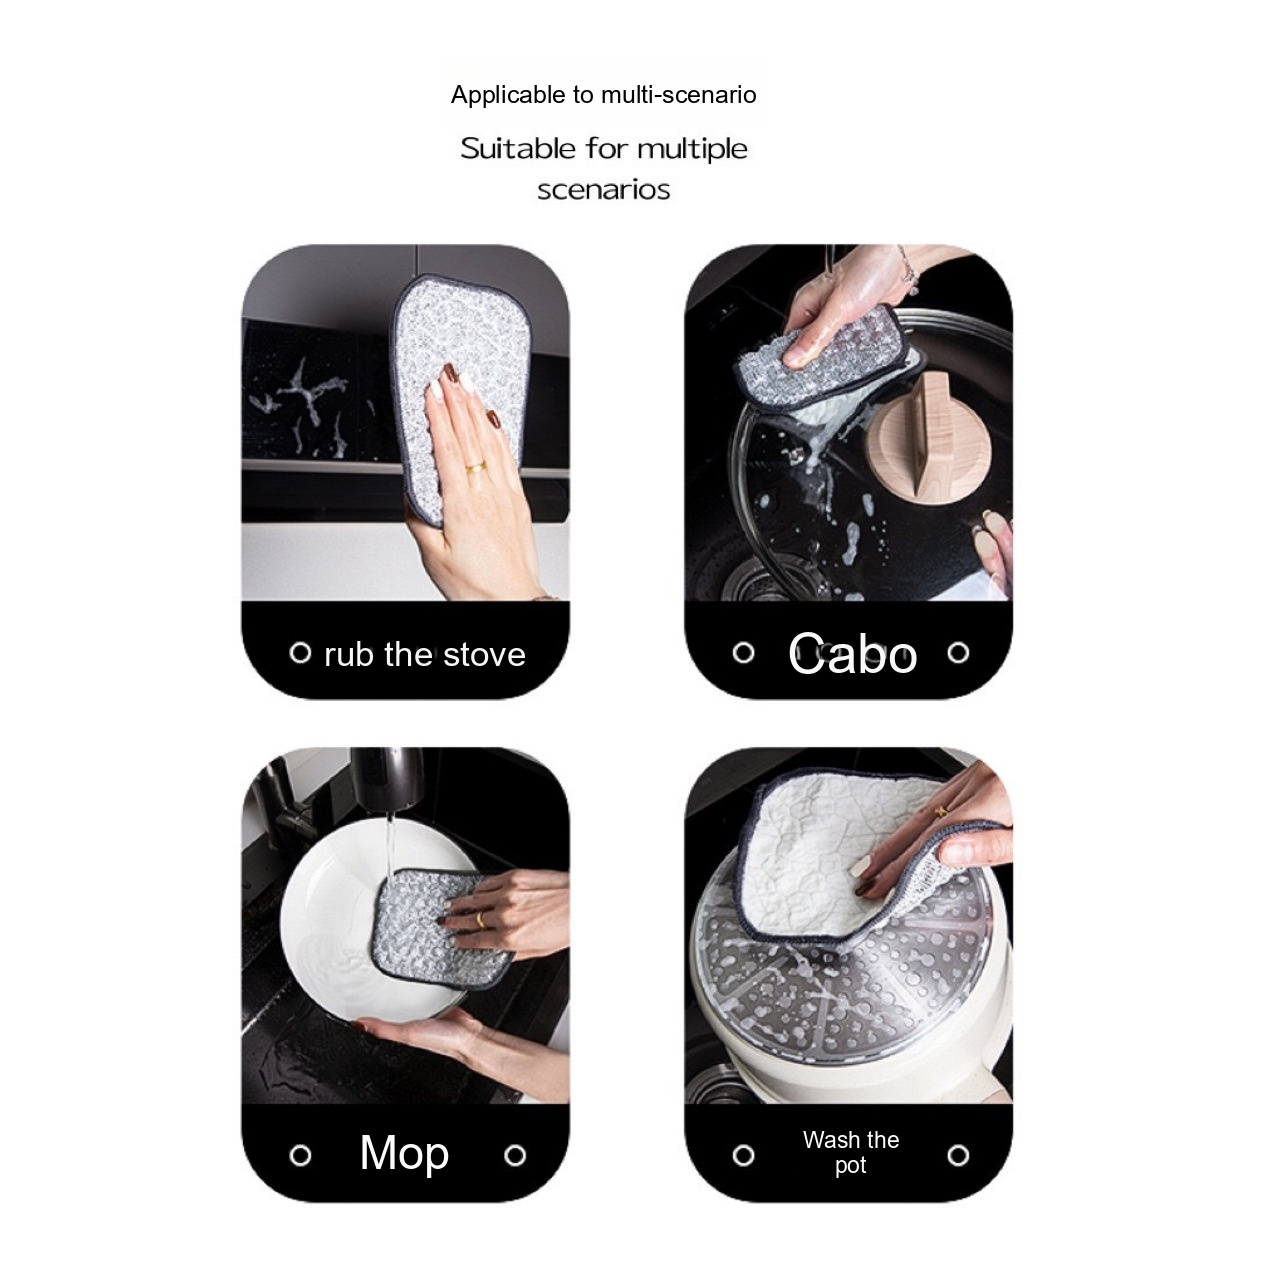 Applicable to multi-scenario
Suitable for multiple
scenarios
rub the stove
Cabo
Mop
Wash the
pot